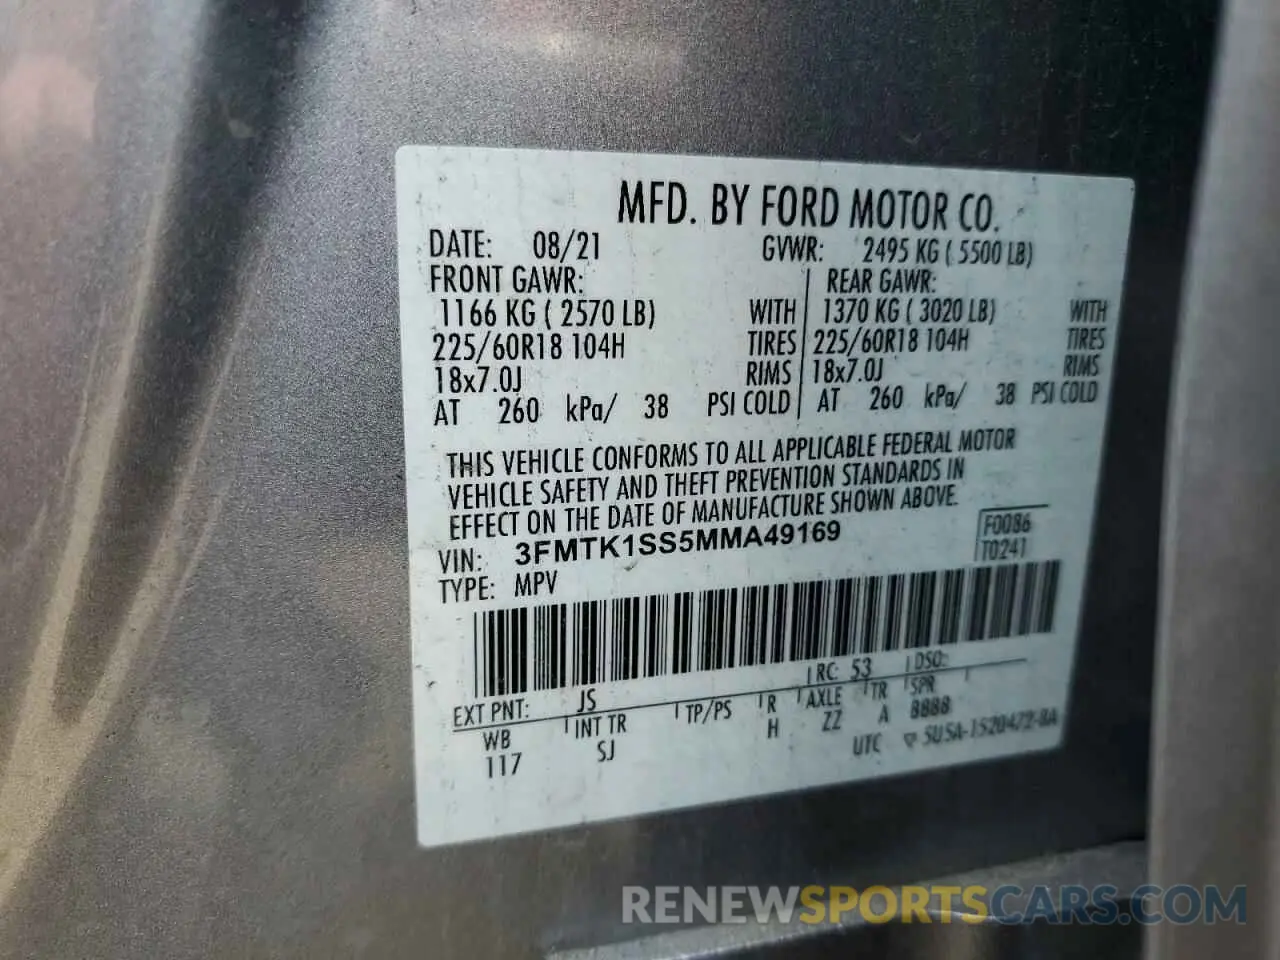 MFD. BY FORD MOTOR CO.
DATE: 08/21 GVWR: 2495 KG ( 5500 LB)
FRONT GAWR: REAR GAWR:
1166 KG ( 2570 LB) WITH 1370 KG ( 3020 LB) WITH
225/60R18 104H TIRES 225/60R18 104H TIRES
18x7.0J RIMS 18x7.0J RIMS
AT 260 kPa/ 38 PSI COLD AT 260 kPa/ 38 PSI COLD
THIS VEHICLE CONFORMS TO ALL APPLICABLE FEDERAL MOTOR
VEHICLE SAFETY AND THEFT PREVENTION STANDARDS IN
EFFECT ON THE DATE OF MANUFACTURE SHOWN ABOVE.
VIN: 3FMTK1SS5MMA49169 F0086
TYPE: MPV T0241
EXT PNT: JS RC: 53 DSO:
WB INT TR TP/PS R AXLE TR SPR
117 SJ H ZZ A 8888
UTC ▽ 5U5A-1520472-BA
RENEWSPORTSCARS.COM